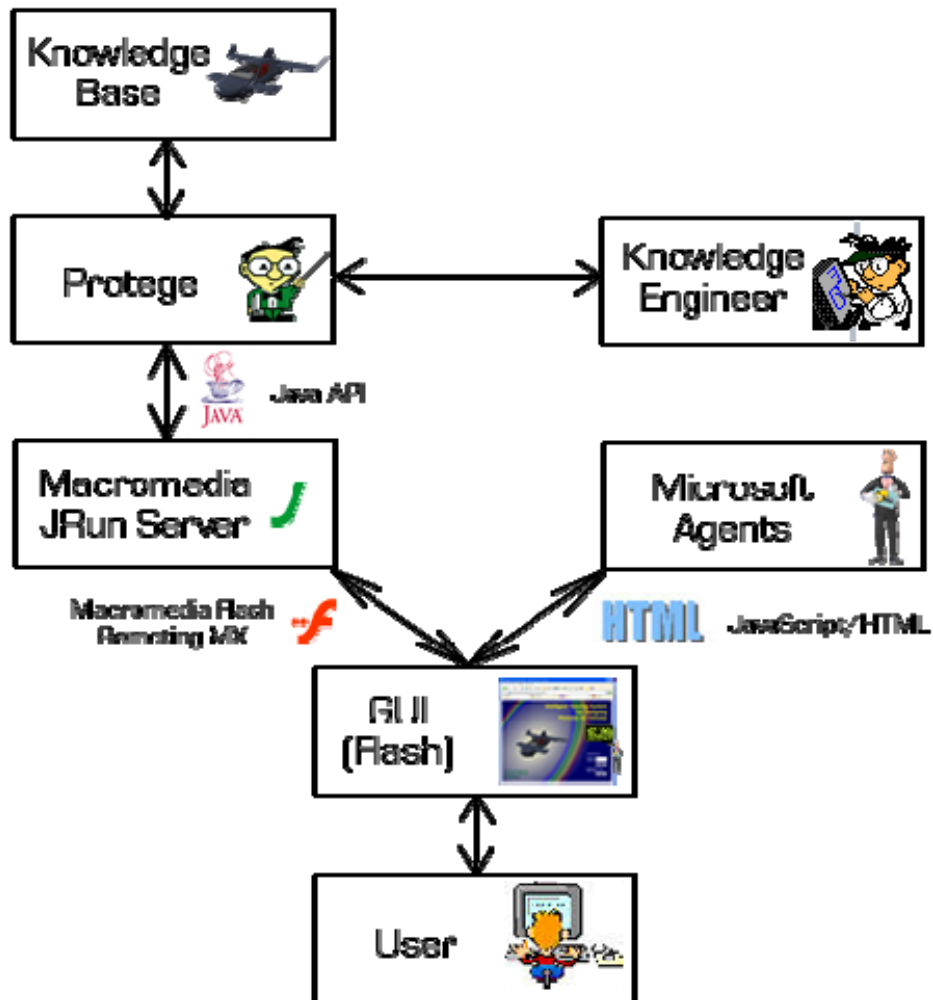 Knowledge
Base
Protege
Knowledge
Engineer
JAVA
Java API
Macromedia
JRun Server
Microsoft
Agents
Macromedia Flash
Remoting MX
HTML
JavaScript/HTML
GUI
(Flash)
User